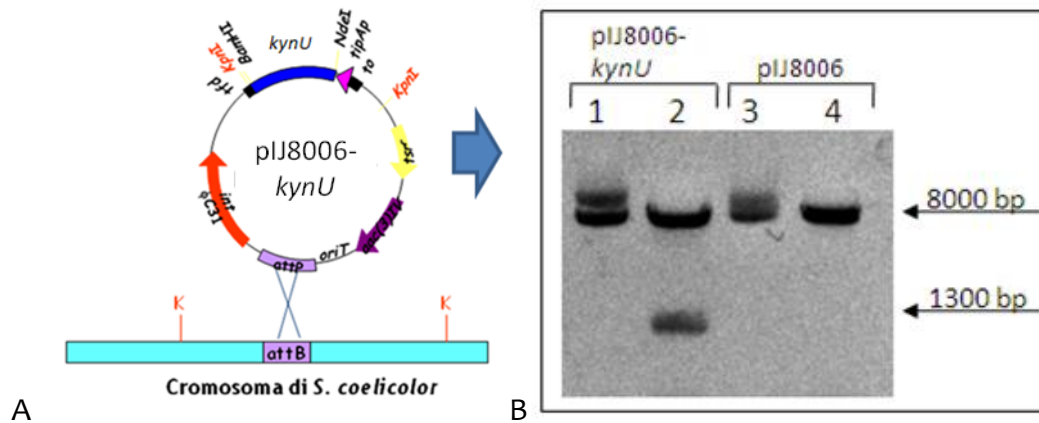 kynU
NdeI
tipAp
to
BamHI
KpnI
tfd
KpnI
tsr
pIJ8006-
kynU
int
φC31
oriT
attP
K
K
attB
Cromosoma di S. coelicolor
A
B
pIJ8006-
kynU
pIJ8006
1 2 3 4
8000 bp
1300 bp